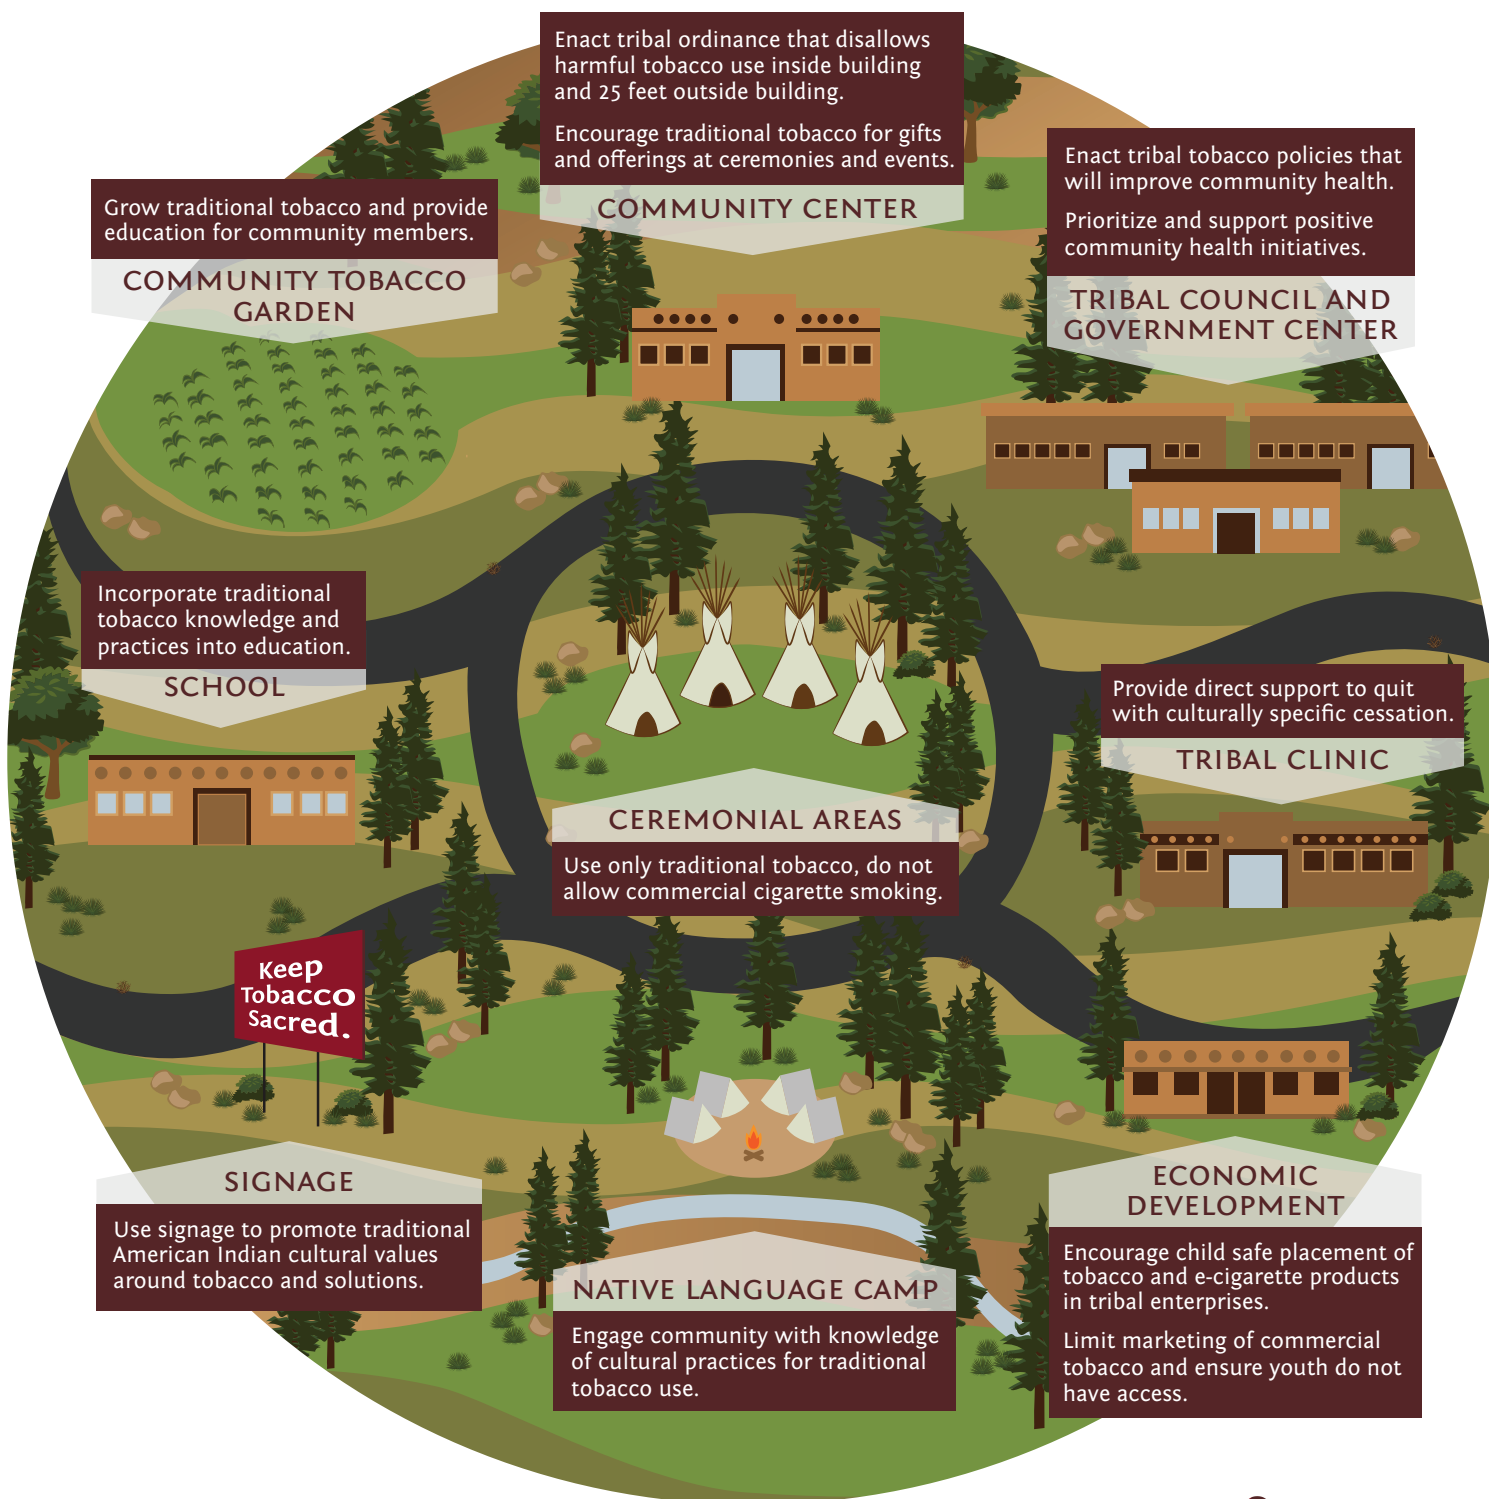 Enact tribal ordinance that disallows
harmful tobacco use inside building
and 25 feet outside building.
Encourage traditional tobacco for gifts
and offerings at ceremonies and events.
COMMUNITY CENTER
Enact tribal tobacco policies that
will improve community health.
Prioritize and support positive
community health initiatives.
TRIBAL COUNCIL AND
GOVERNMENT CENTER
Grow traditional tobacco and provide
education for community members.
COMMUNITY TOBACCO
GARDEN
Incorporate traditional
tobacco knowledge and
practices into education.
SCHOOL
Provide direct support to quit
with culturally specific cessation.
TRIBAL CLINIC
CEREMONIAL AREAS
Use only traditional tobacco, do not
allow commercial cigarette smoking.
Keep
Tobacco
Sacred.
SIGNAGE
Use signage to promote traditional
American Indian cultural values
around tobacco and solutions.
NATIVE LANGUAGE CAMP
Engage community with knowledge
of cultural practices for traditional
tobacco use.
ECONOMIC
DEVELOPMENT
Encourage child safe placement of
tobacco and e-cigarette products
in tribal enterprises.
Limit marketing of commercial
tobacco and ensure youth do not
have access.